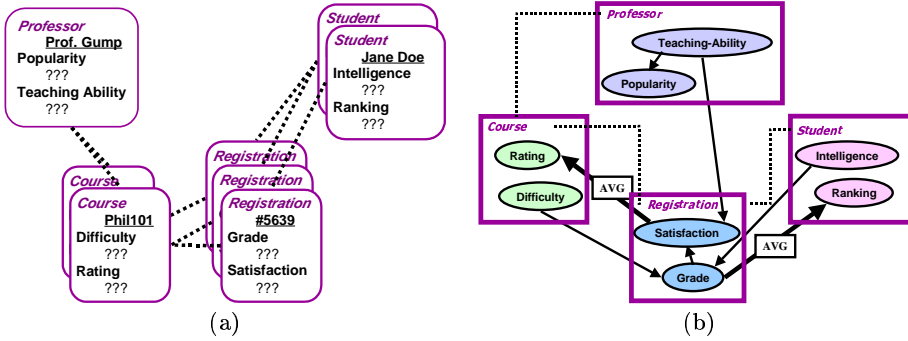 Professor
Prof. Gump
Popularity
???
Teaching Ability
???
Student
Student
Jane Doe
Intelligence
???
Ranking
???
Course
Course
Phil101
Difficulty
???
Rating
???
Registration
Registration
Registration
#5639
Grade
???
Satisfaction
???
(a)
Professor
Teaching-Ability
Popularity
Course
Rating
Difficulty
Student
Intelligence
Ranking
AVG
Registration
Satisfaction
AVG
Grade
(b)